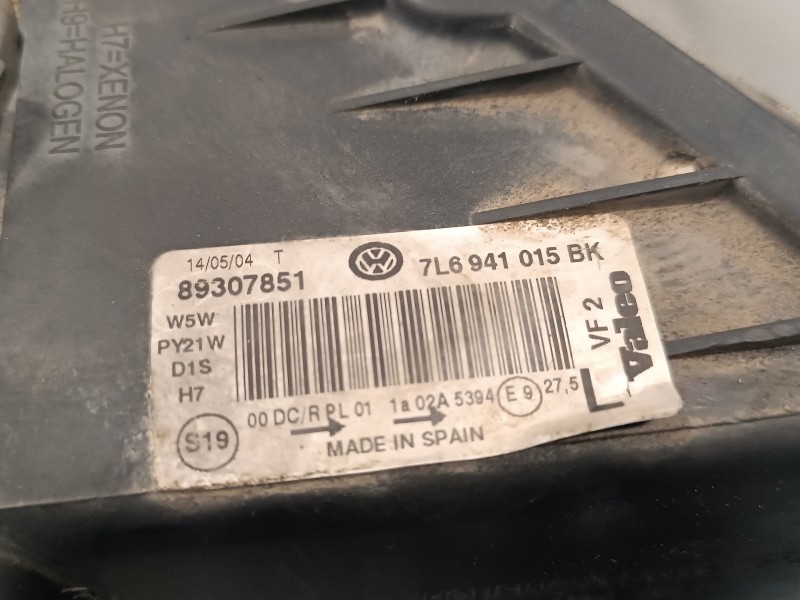 H7=XENON
H9=HALOGEN
14/05/04 T
89307851
7L6 941 015 BK
W5W
PY21W
D1S
H7
VF 2
Valeo
S19
00 DC/R PL 01 1a 02A 5394 E 9 27,5 L
MADE IN SPAIN